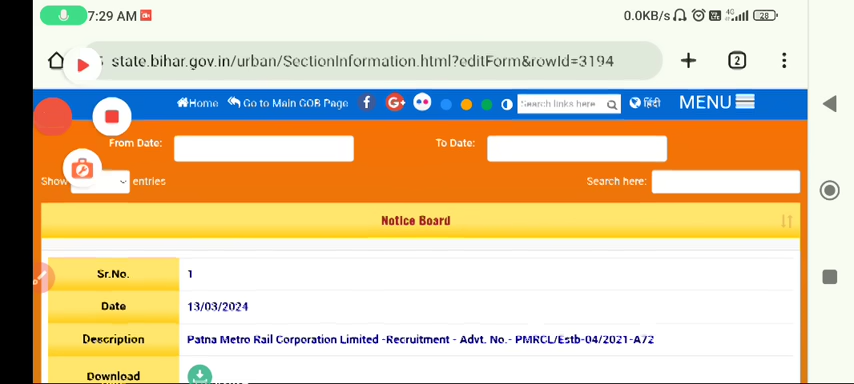 7:29 AM 0.0KB/s 4G 28
state.bihar.gov.in/urban/SectionInformation.html?editForm&rowId=3194 2
Home Go to Main GOB Page f G+ Search links here हिंदी MENU
From Date: To Date:
Show entries Search here:
Notice Board
Sr.No. 1
Date 13/03/2024
Description Patna Metro Rail Corporation Limited -Recruitment - Advt. No.- PMRCL/Estb-04/2021-A72
Download